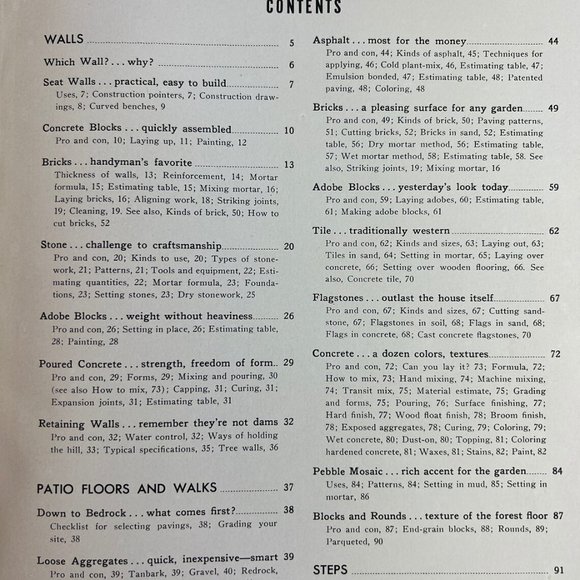 CONTENTS
WALLS 5
Which Wall? . . . why? 6
Seat Walls . . . practical, easy to build 7
Uses, 7; Construction pointers, 7; Construction draw-
ings, 8; Curved benches, 9
Concrete Blocks . . . quickly assembled 10
Pro and con, 10; Laying up, 11; Painting, 12
Bricks . . . handyman's favorite 13
Thickness of walls, 13; Reinforcement, 14; Mortar
formula, 15; Estimating table, 15; Mixing mortar, 16;
Laying bricks, 16; Aligning work, 18; Striking joints,
19; Cleaning, 19. See also, Kinds of brick, 50; How to
cut bricks, 52
Stone . . . challenge to craftsmanship 20
Pro and con, 20; Kinds to use, 20; Types of stone-
work, 21; Patterns, 21; Tools and equipment, 22; Esti-
mating quantities, 22; Mortar formula, 23; Founda-
tions, 23; Setting stones, 23; Dry stonework, 25
Adobe Blocks . . . weight without heaviness 26
Pro and con, 26; Setting in place, 26; Estimating table,
28; Painting, 28
Poured Concrete . . . strength, freedom of form.. 29
Pro and con, 29; Forms, 29; Mixing and pouring, 30
(see also How to mix, 73); Capping, 31; Curing, 31;
Expansion joints, 31; Estimating table, 31
Retaining Walls . . . remember they're not dams 32
Pro and con, 32; Water control, 32; Ways of holding
the hill, 33; Typical specifications, 35; Tree walls, 36
PATIO FLOORS AND WALKS 37
Down to Bedrock . . . what comes first? 38
Checklist for selecting pavings, 38; Grading your
site, 38
Loose Aggregates . . . quick, inexpensive—smart 39
Pro and con, 39; Tanbark, 39; Gravel, 40; Redrock,
Asphalt . . . most for the money 44
Pro and con, 44; Kinds of asphalt, 45; Techniques for
applying, 46; Cold plant-mix, 46, Estimating table, 47;
Emulsion bonded, 47; Estimating table, 48; Patented
paving, 48; Coloring, 48
Bricks . . . a pleasing surface for any garden 49
Pro and con, 49; Kinds of brick, 50; Paving patterns,
51; Cutting bricks, 52; Bricks in sand, 52; Estimating
table, 56; Dry mortar method, 56; Estimating table,
57; Wet mortar method, 58; Estimating table, 58. See
also, Striking joints, 19; Mixing mortar, 16
Adobe Blocks . . . yesterday's look today 59
Pro and con, 59; Laying adobes, 60; Estimating table,
61; Making adobe blocks, 61
Tile . . . traditionally western 62
Pro and con, 62; Kinds and sizes, 63; Laying out, 63;
Tiles in sand, 64; Setting in mortar, 65; Laying over
concrete, 66; Setting over wooden flooring, 66. See
also, Concrete tile, 70
Flagstones . . . outlast the house itself 67
Pro and con, 67; Kinds and sizes, 67; Cutting sand-
stone, 67; Flagstones in soil, 68; Flags in sand, 68;
Flags in concrete, 68; Cast concrete flagstones, 70
Concrete . . . a dozen colors, textures 72
Pro and con, 72; Can you lay it? 73; Formula, 72;
How to mix, 73; Hand mixing, 74; Machine mixing,
74; Transit mix, 75; Material estimate, 75; Grading
and forms, 75; Pouring, 76; Surface finishing, 77;
Hard finish, 77; Wood float finish, 78; Broom finish,
78; Exposed aggregates, 78; Curing, 79; Coloring, 79;
Wet concrete, 80; Dust-on, 80; Topping, 81; Coloring
hardened concrete, 81; Waxes, 81; Stains, 82; Paint, 82
Pebble Mosaic . . . rich accent for the garden 84
Uses, 84; Patterns, 84; Setting in mud, 85; Setting in
mortar, 86
Blocks and Rounds . . . texture of the forest floor 87
Pro and con, 87; End-grain blocks, 88; Rounds, 89;
Parqueted, 90
STEPS 91